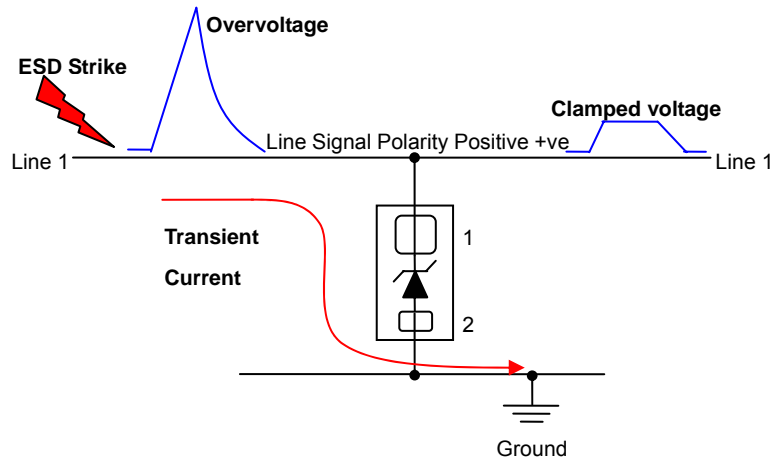 Overvoltage
ESD Strike
Clamped voltage
Line Signal Polarity Positive +ve
Line 1
Line 1
Transient
Current
1
2
Ground